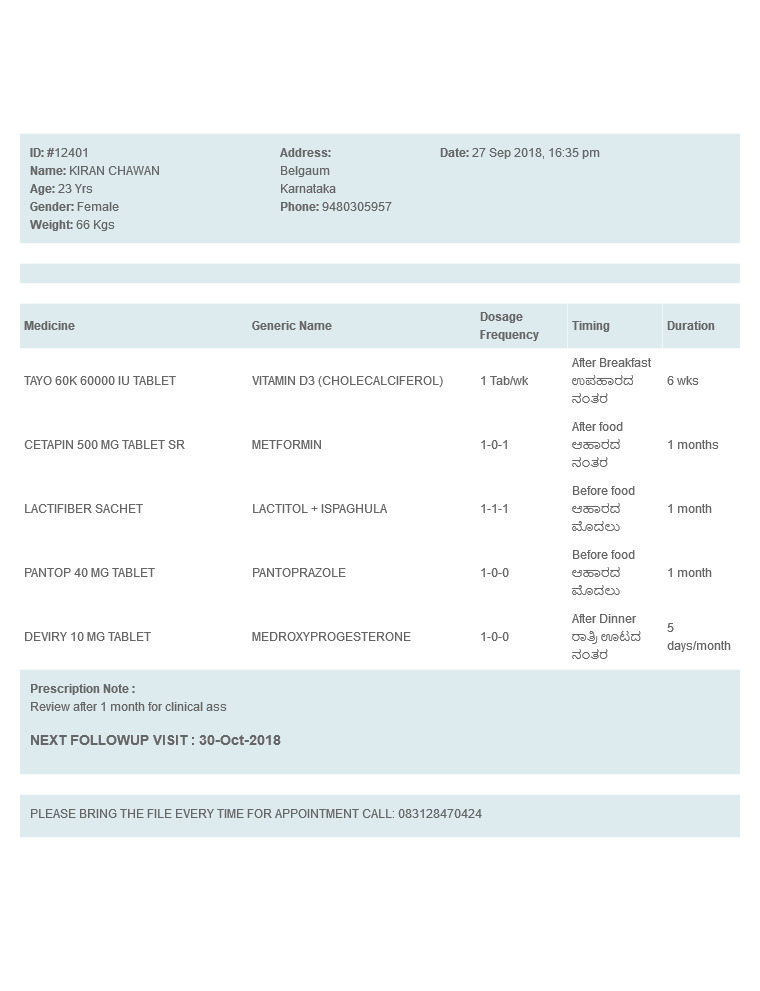 ID: #12401
Name: KIRAN CHAWAN
Age: 23 Yrs
Gender: Female
Weight: 66 Kgs
Address:
Belgaum
Karnataka
Phone: 9480305957
Date: 27 Sep 2018, 16:35 pm
Medicine Generic Name Dosage Frequency Timing Duration
TAYO 60K 60000 IU TABLET VITAMIN D3 (CHOLECALCIFEROL) 1 Tab/wk After Breakfast 6 wks
ಉಪಹಾರದ
ನಂತರ
CETAPIN 500 MG TABLET SR METFORMIN 1-0-1 After food 1 months
ಆಹಾರದ
ನಂತರ
LACTIFIBER SACHET LACTITOL + ISPAGHULA 1-1-1 Before food 1 month
ಆಹಾರದ
ಮೊದಲು
PANTOP 40 MG TABLET PANTOPRAZOLE 1-0-0 Before food 1 month
ಆಹಾರದ
ಮೊದಲು
DEVIRY 10 MG TABLET MEDROXYPROGESTERONE 1-0-0 After Dinner 5 days/month
ರಾತ್ರಿ ಊಟದ
ನಂತರ
Prescription Note :
Review after 1 month for clinical ass
NEXT FOLLOWUP VISIT : 30-Oct-2018
PLEASE BRING THE FILE EVERY TIME FOR APPOINTMENT CALL: 083128470424